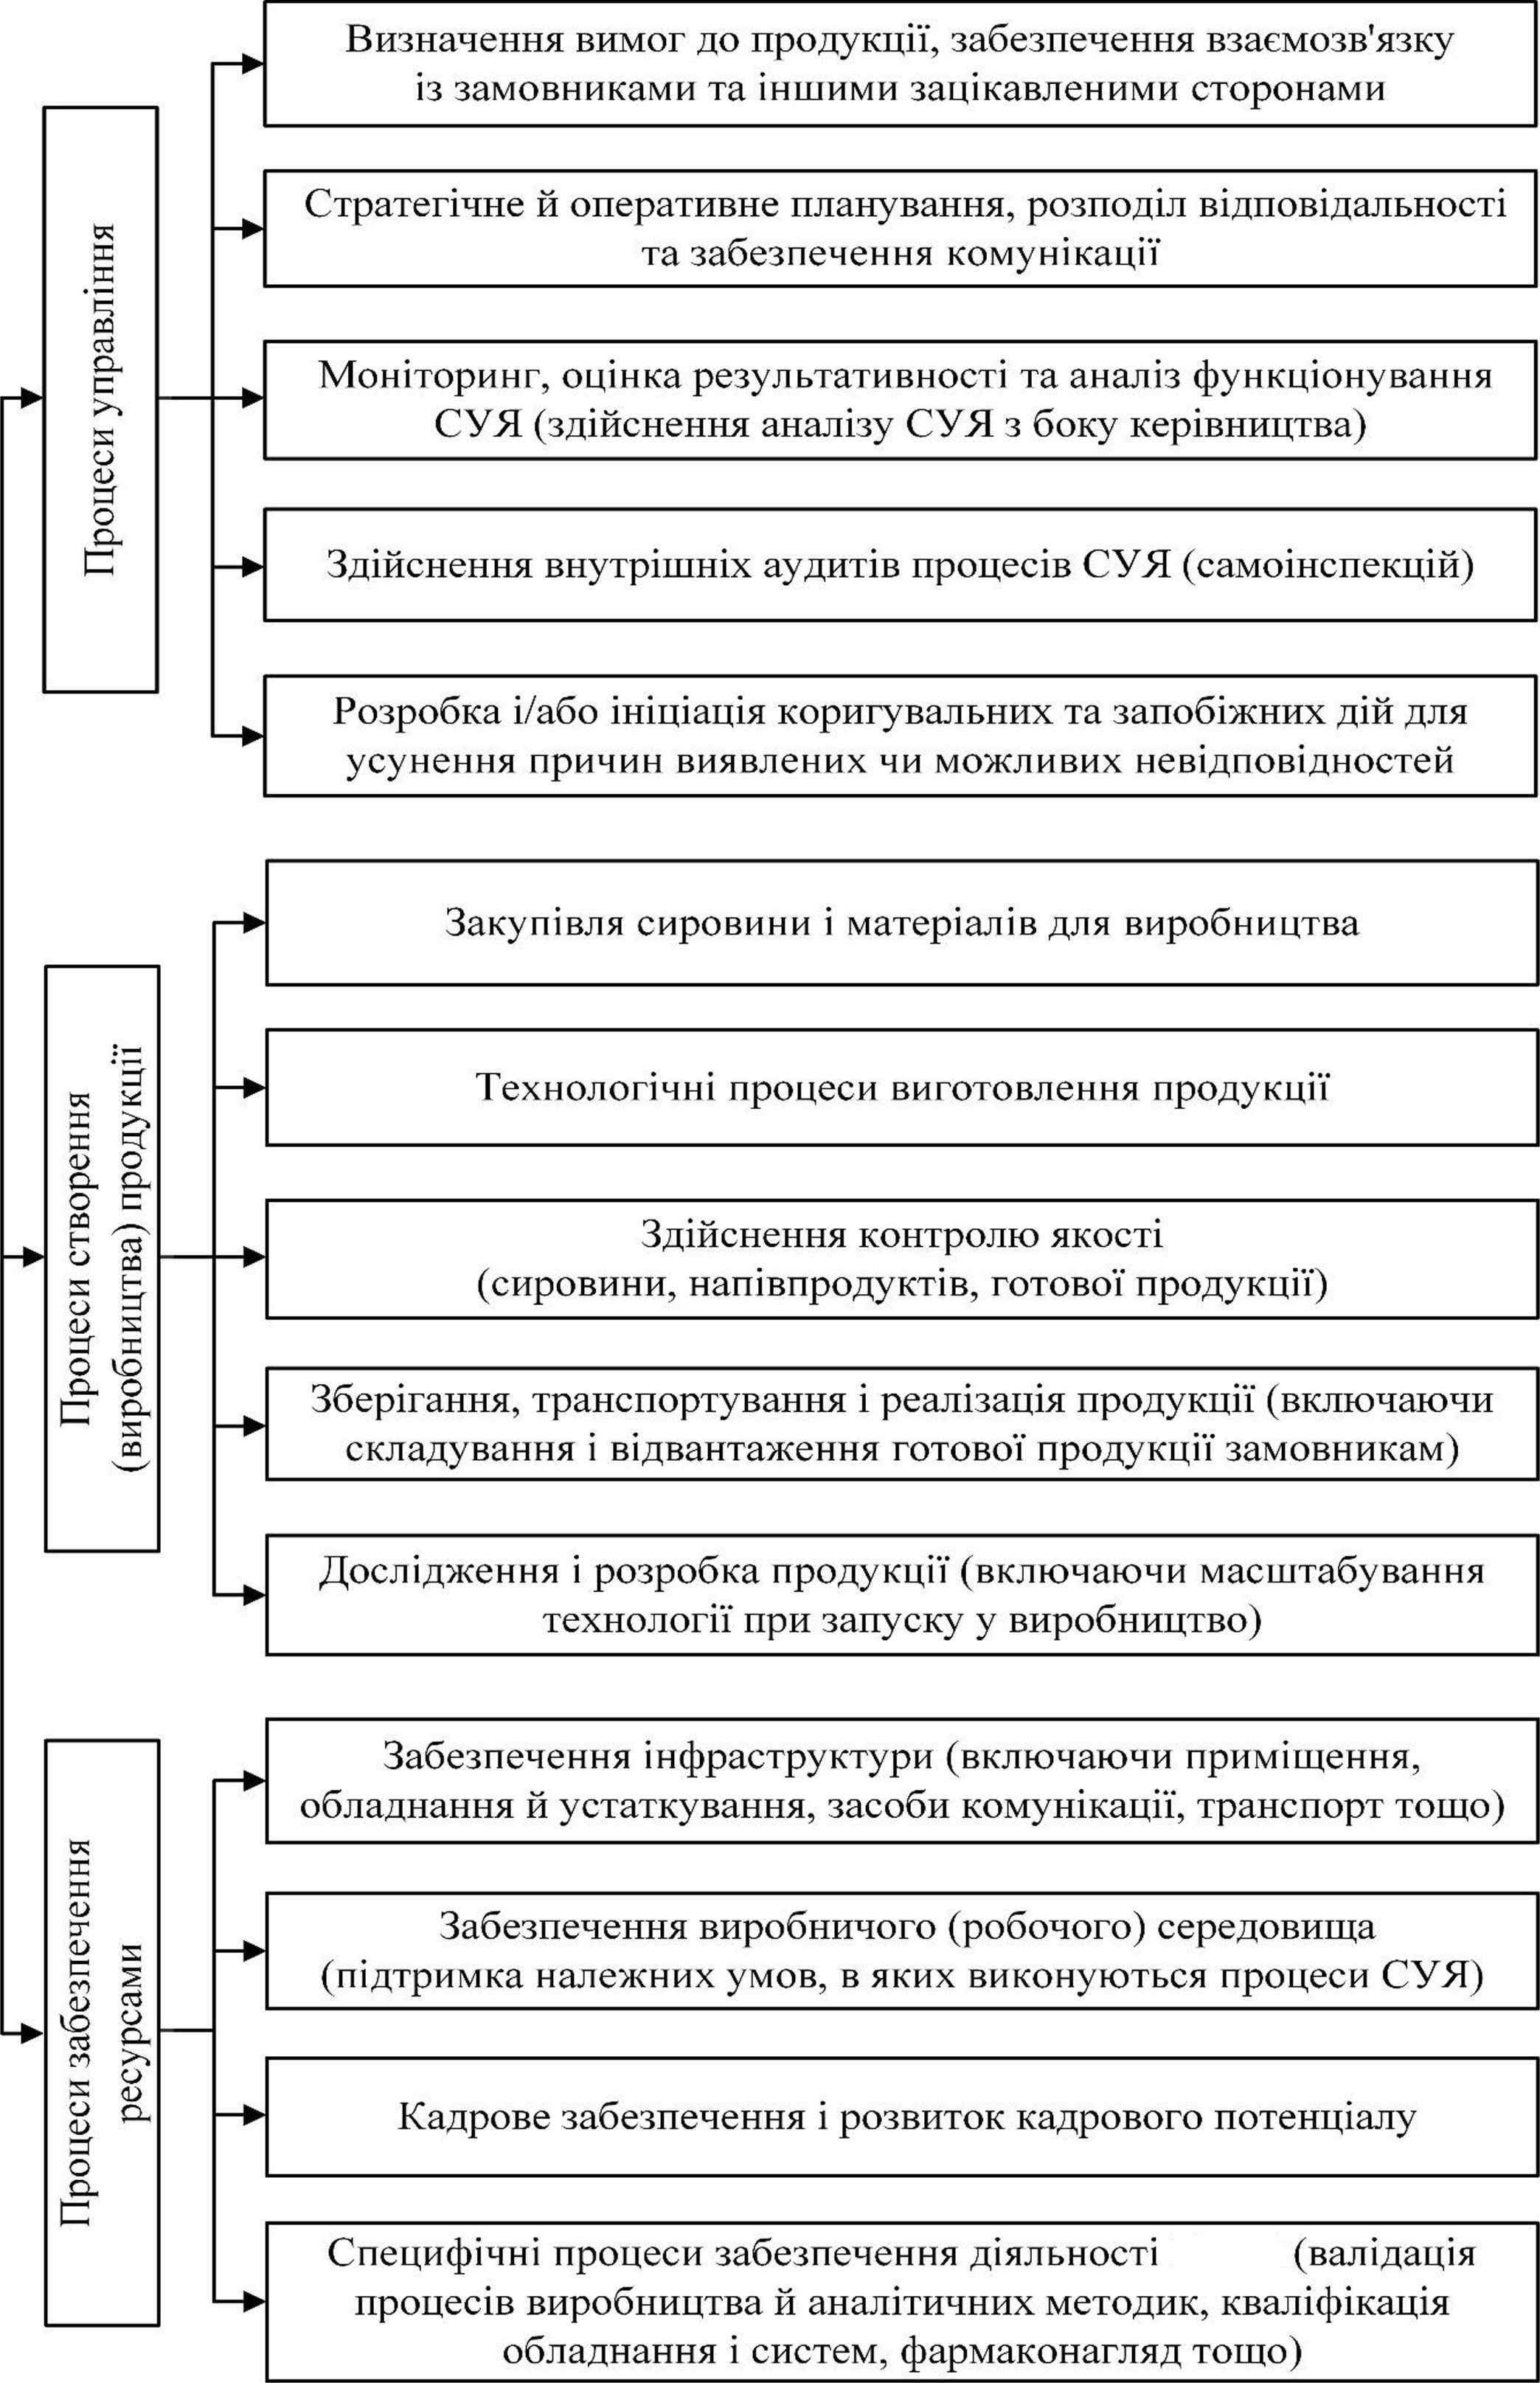 Процеси управління
Визначення вимог до продукції, забезпечення взаємозв'язку
із замовниками та іншими зацікавленими сторонами
Стратегічне й оперативне планування, розподіл відповідальності
та забезпечення комунікації
Моніторинг, оцінка результативності та аналіз функціонування
СУЯ (здійснення аналізу СУЯ з боку керівництва)
Здійснення внутрішніх аудитів процесів СУЯ (самоінспекцій)
Розробка і/або ініціація коригувальних та запобіжних дій для
усунення причин виявлених чи можливих невідповідностей
Процеси створення
(виробництва) продукції
Закупівля сировини і матеріалів для виробництва
Технологічні процеси виготовлення продукції
Здійснення контролю якості
(сировини, напівпродуктів, готової продукції)
Зберігання, транспортування і реалізація продукції (включаючи
складування і відвантаження готової продукції замовникам)
Дослідження і розробка продукції (включаючи масштабування
технології при запуску у виробництво)
Процеси забезпечення
ресурсами
Забезпечення інфраструктури (включаючи приміщення,
обладнання й устаткування, засоби комунікації, транспорт тощо)
Забезпечення виробничого (робочого) середовища
(підтримка належних умов, в яких виконуються процеси СУЯ)
Кадрове забезпечення і розвиток кадрового потенціалу
Специфічні процеси забезпечення діяльності (валідація
процесів виробництва й аналітичних методик, кваліфікація
обладнання і систем, фармаконагляд тощо)